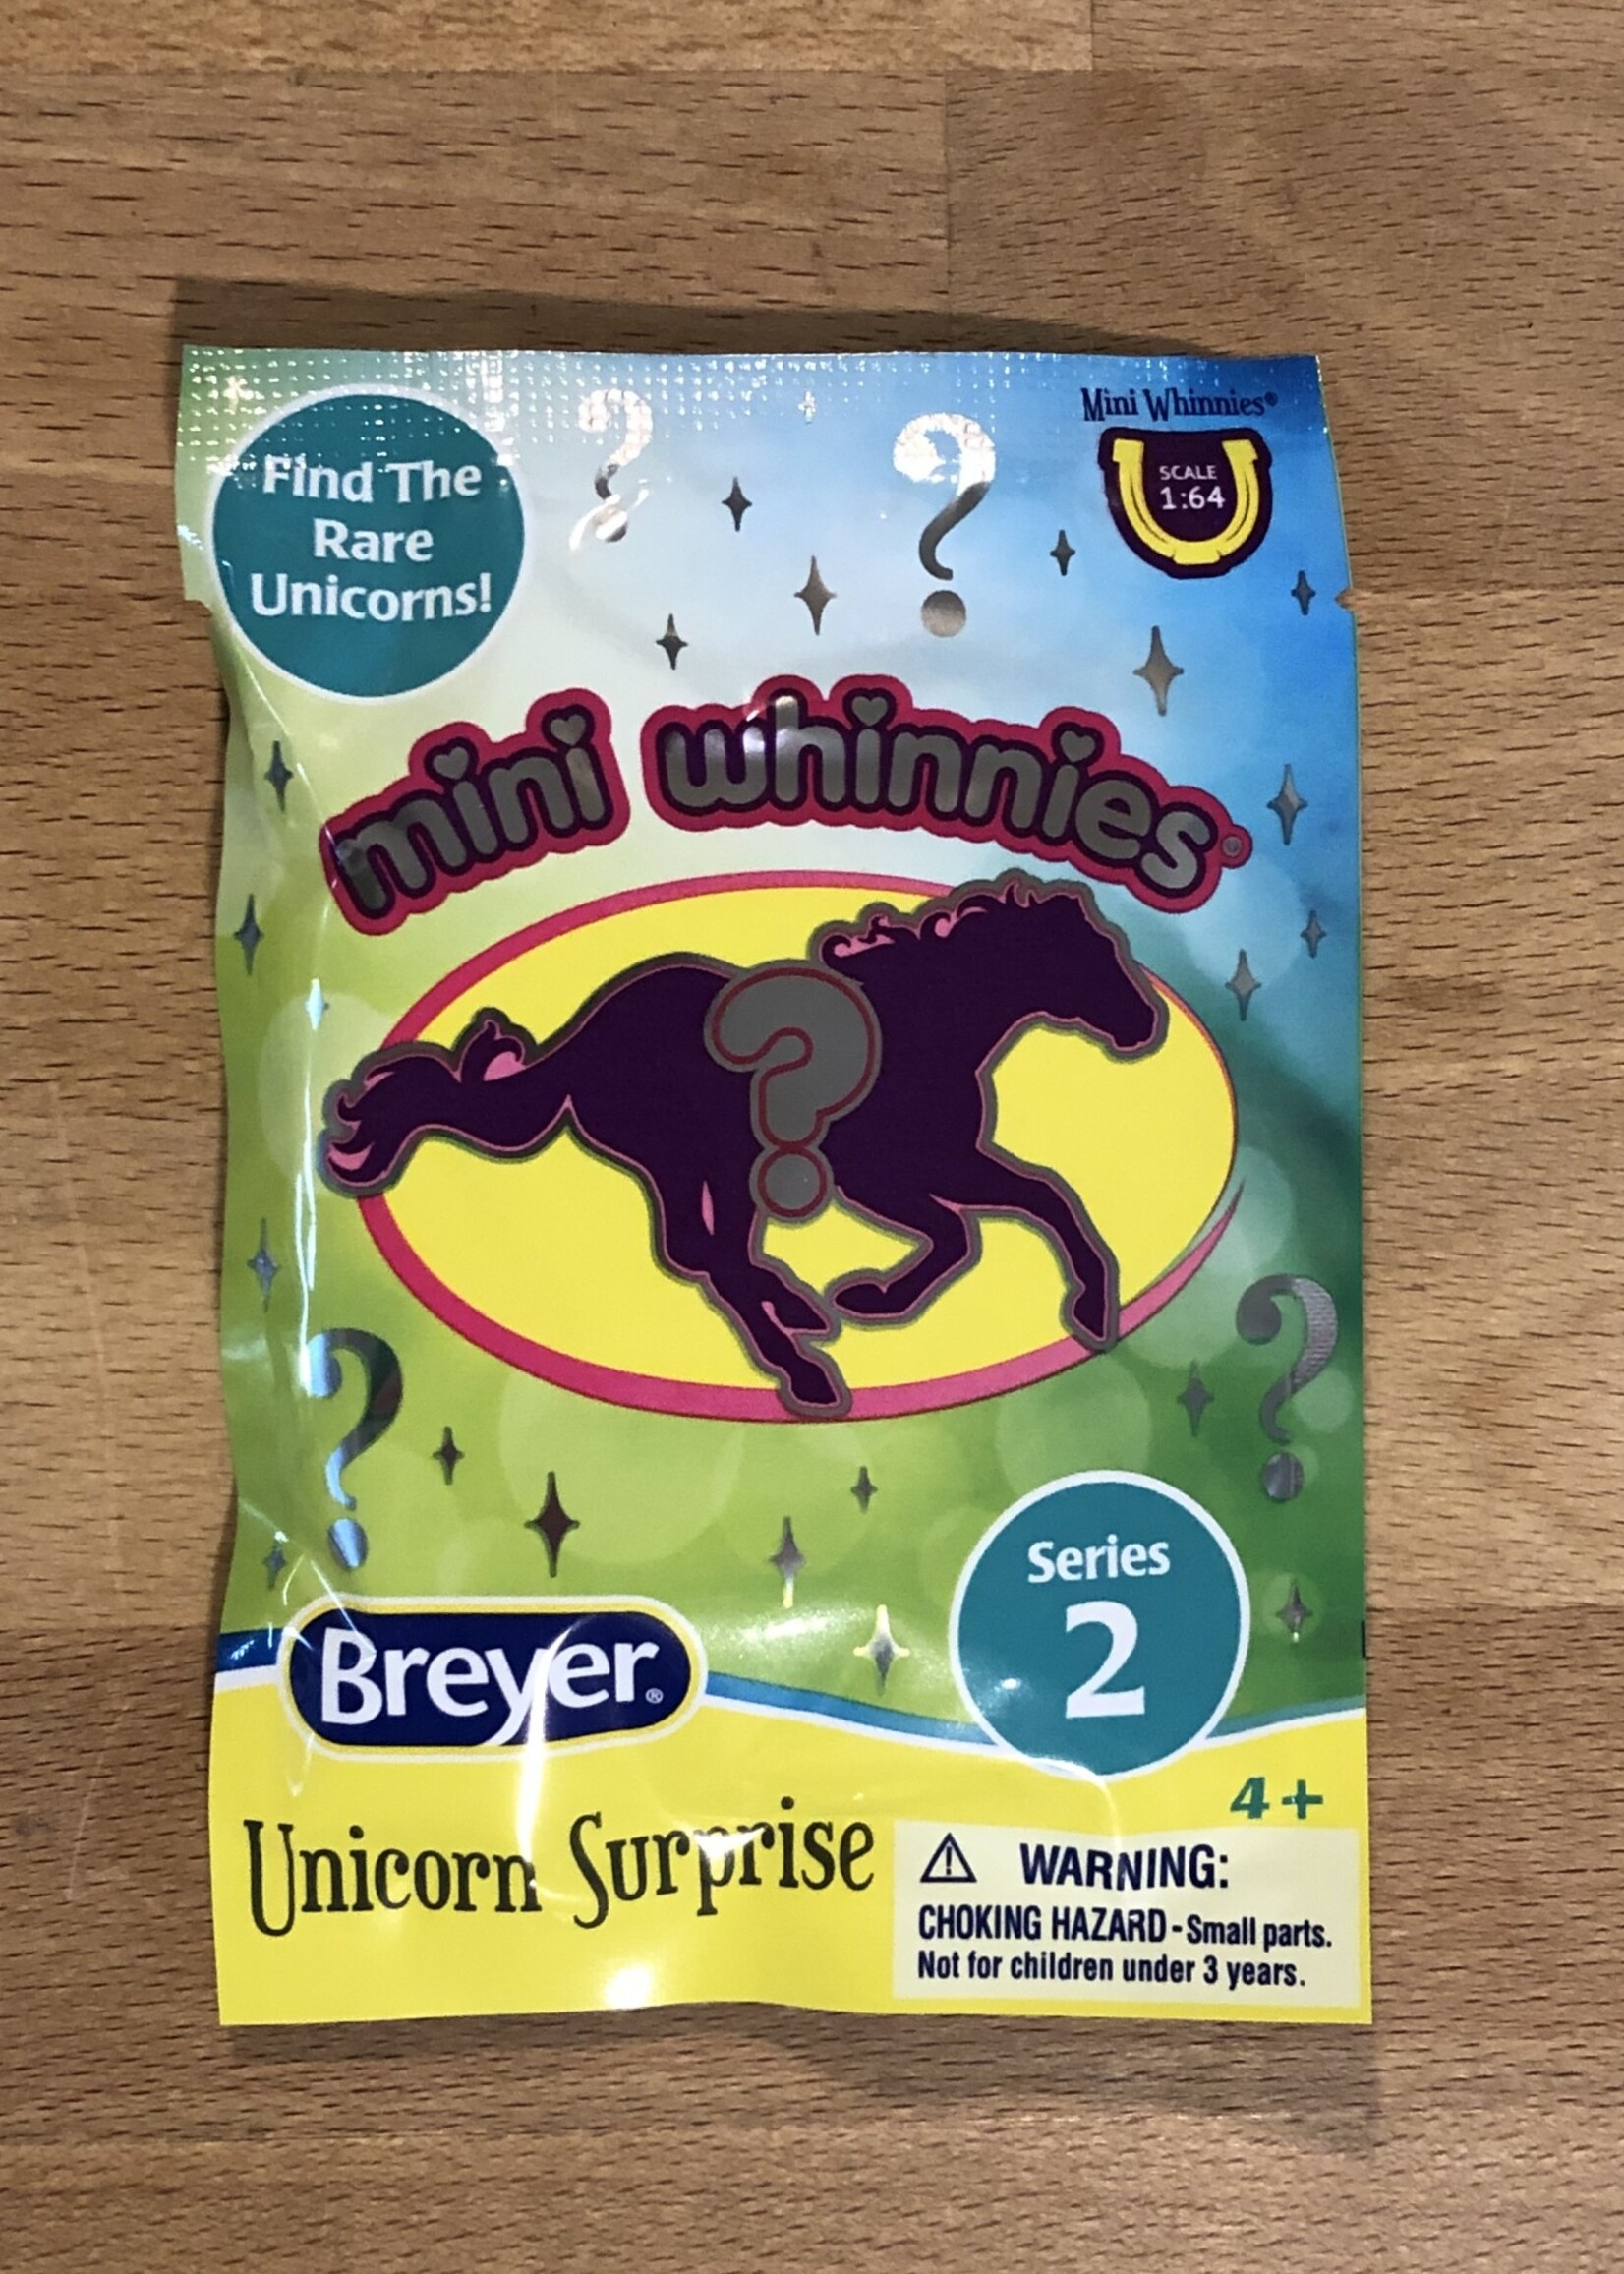 Find The
Rare
Unicorns!
?
?
Mini Whinnies®
SCALE
1:64
mini whinnies®
?
?
?
Series
2
Breyer®
4+
Unicorn Surprise
⚠ WARNING:
CHOKING HAZARD - Small parts.
Not for children under 3 years.